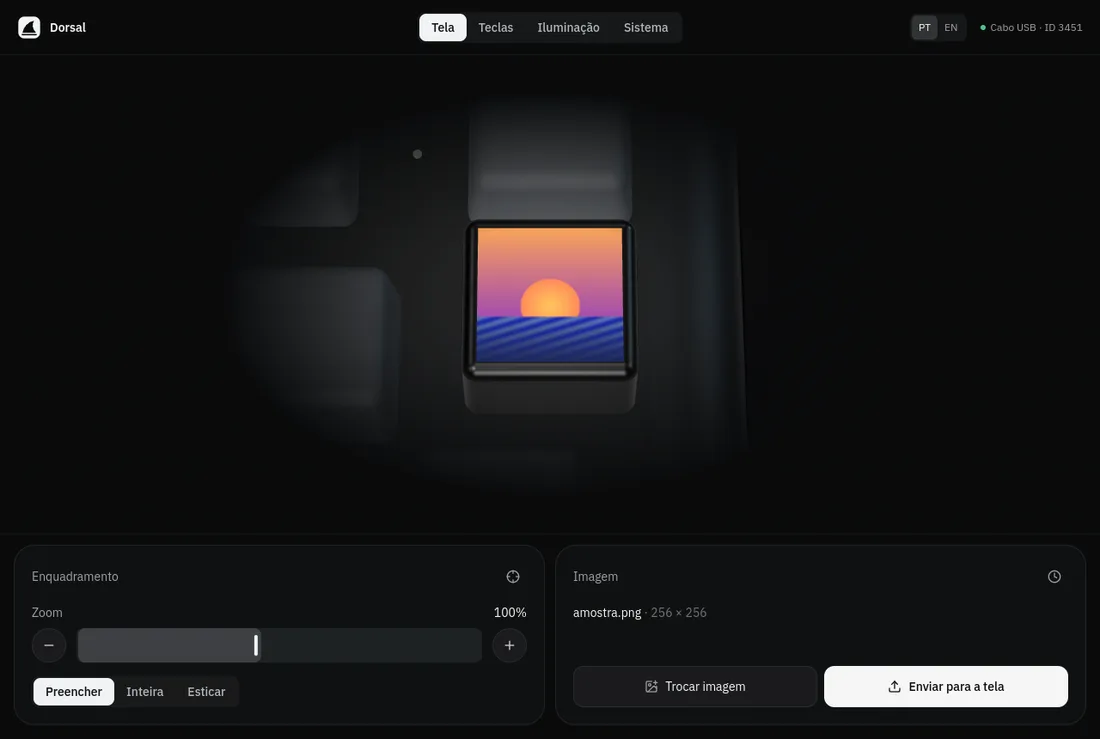 Dorsal
Tela Teclas Iluminação Sistema
PT EN
Cabo USB · ID 3451
Enquadramento
Zoom 100%
Preencher Inteira Esticar
Imagem
amostra.png · 256 × 256
Trocar imagem
Enviar para a tela